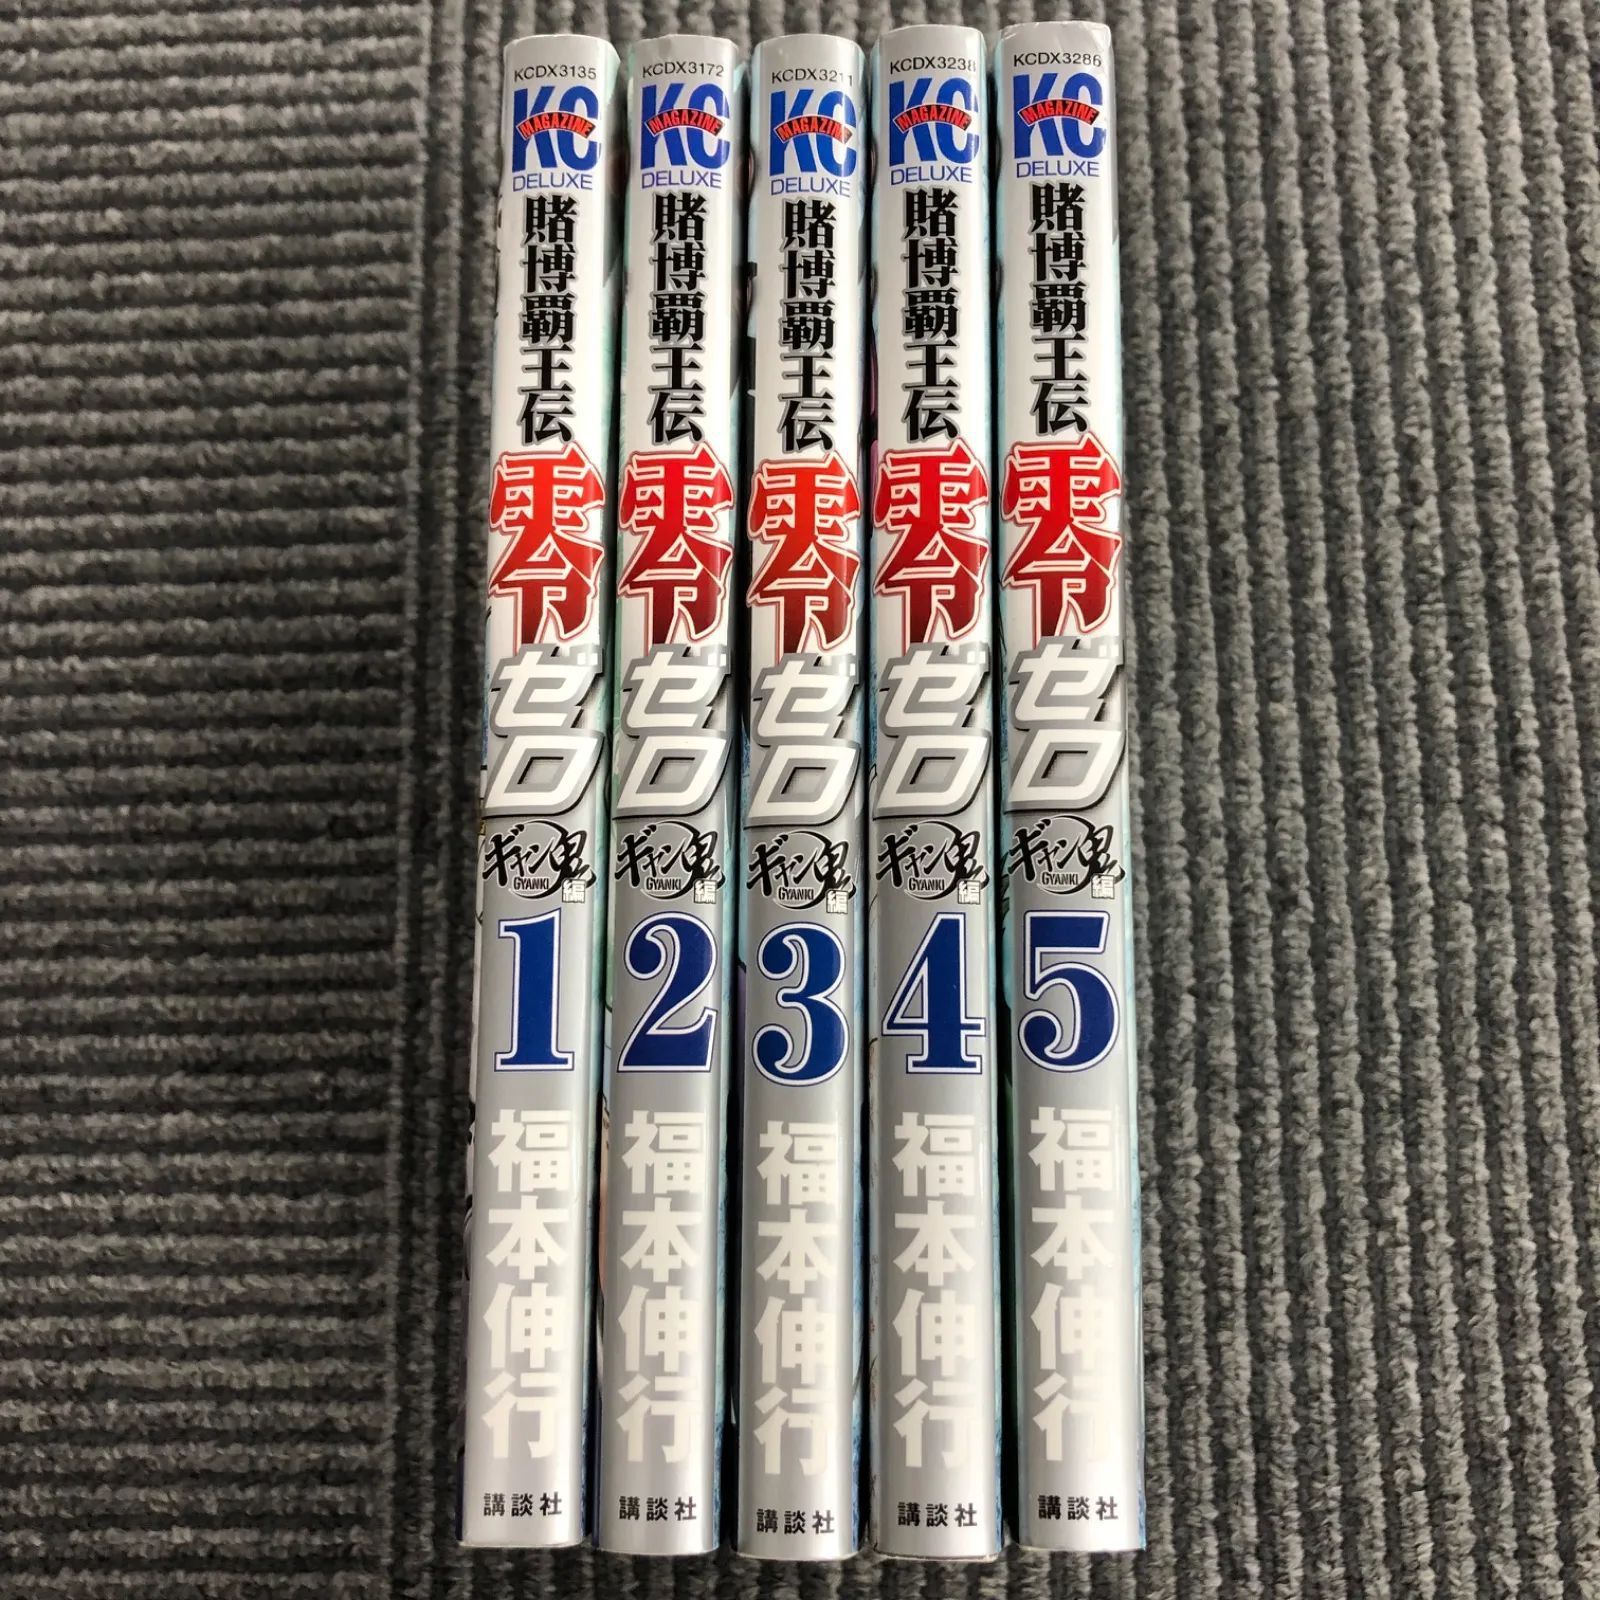 KCDX3135
KC
MAGAZINE
DELUXE
賭博覇王伝
零
ゼロ
ギャン鬼編
GYANKI
1
福本伸行
講談社
KCDX3172
KC
MAGAZINE
DELUXE
賭博覇王伝
零
ゼロ
ギャン鬼編
GYANKI
2
福本伸行
講談社
KCDX3211
KC
MAGAZINE
DELUXE
賭博覇王伝
零
ゼロ
ギャン鬼編
GYANKI
3
福本伸行
講談社
KCDX3238
KC
MAGAZINE
DELUXE
賭博覇王伝
零
ゼロ
ギャン鬼編
GYANKI
4
福本伸行
講談社
KCDX3286
KC
MAGAZINE
DELUXE
賭博覇王伝
零
ゼロ
ギャン鬼編
GYANKI
5
福本伸行
講談社